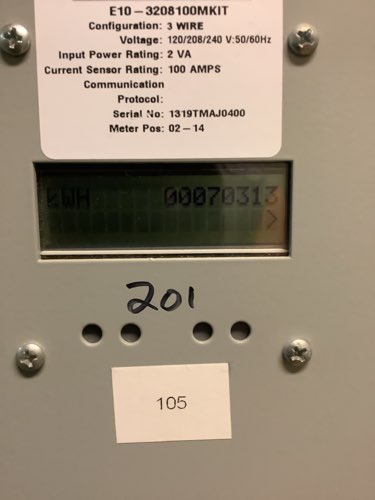 E10-3208100MKIT
Configuration: 3 WIRE
Voltage: 120/208/240 V:50/60Hz
Input Power Rating: 2 VA
Current Sensor Rating: 100 AMPS
Communication
Protocol:
Serial No: 1319TMAJ0400
Meter Pos: 02-14
kWH 00070313
>
201
105